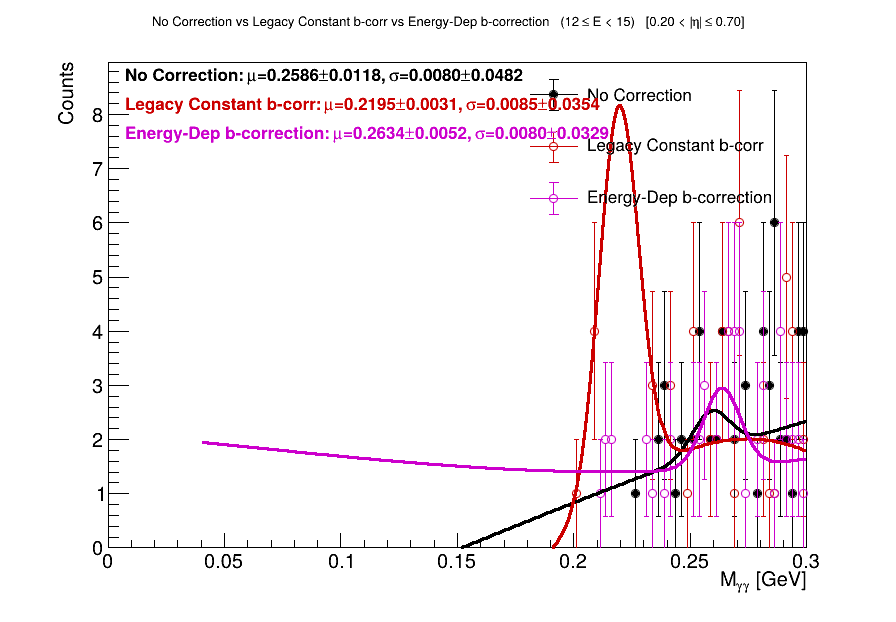 No Correction vs Legacy Constant b-corr vs Energy-Dep b-correction (12 ≤ E < 15) [0.20 < |η| ≤ 0.70]
No Correction: μ=0.2586±0.0118, σ=0.0080±0.0482
Legacy Constant b-corr: μ=0.2195±0.0031, σ=0.0085±0.0354
Energy-Dep b-correction: μ=0.2634±0.0052, σ=0.0080±0.0329
No Correction
Legacy Constant b-corr
Energy-Dep b-correction
Counts
8
7
6
5
4
3
2
1
0
0 0.05 0.1 0.15 0.2 0.25 0.3
Mγγ [GeV]